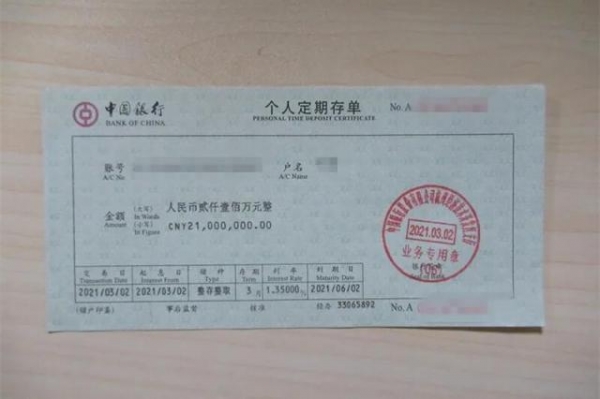 中国银行 个人定期存单 No. A
BANK OF CHINA PERSONAL TIME DEPOSIT CERTIFICATE
账号 户名
A/C No A/C Name
(大写) 人民币贰仟壹佰万元整
金额 In Words
Amount (小写) CNY21,000,000.00
In Figure
2021.03.02
业务专用章
(06)
交易日 起息日 储种 存期 利率 到期日
Transaction Date Interest From Type Term Interest Rate Maturity Date
2021/03/02 2021/03/02 整存整取 3月 1.35000% 2021/06/02
(储户印鉴) 事后监督 核准 经办 33065892 No. A